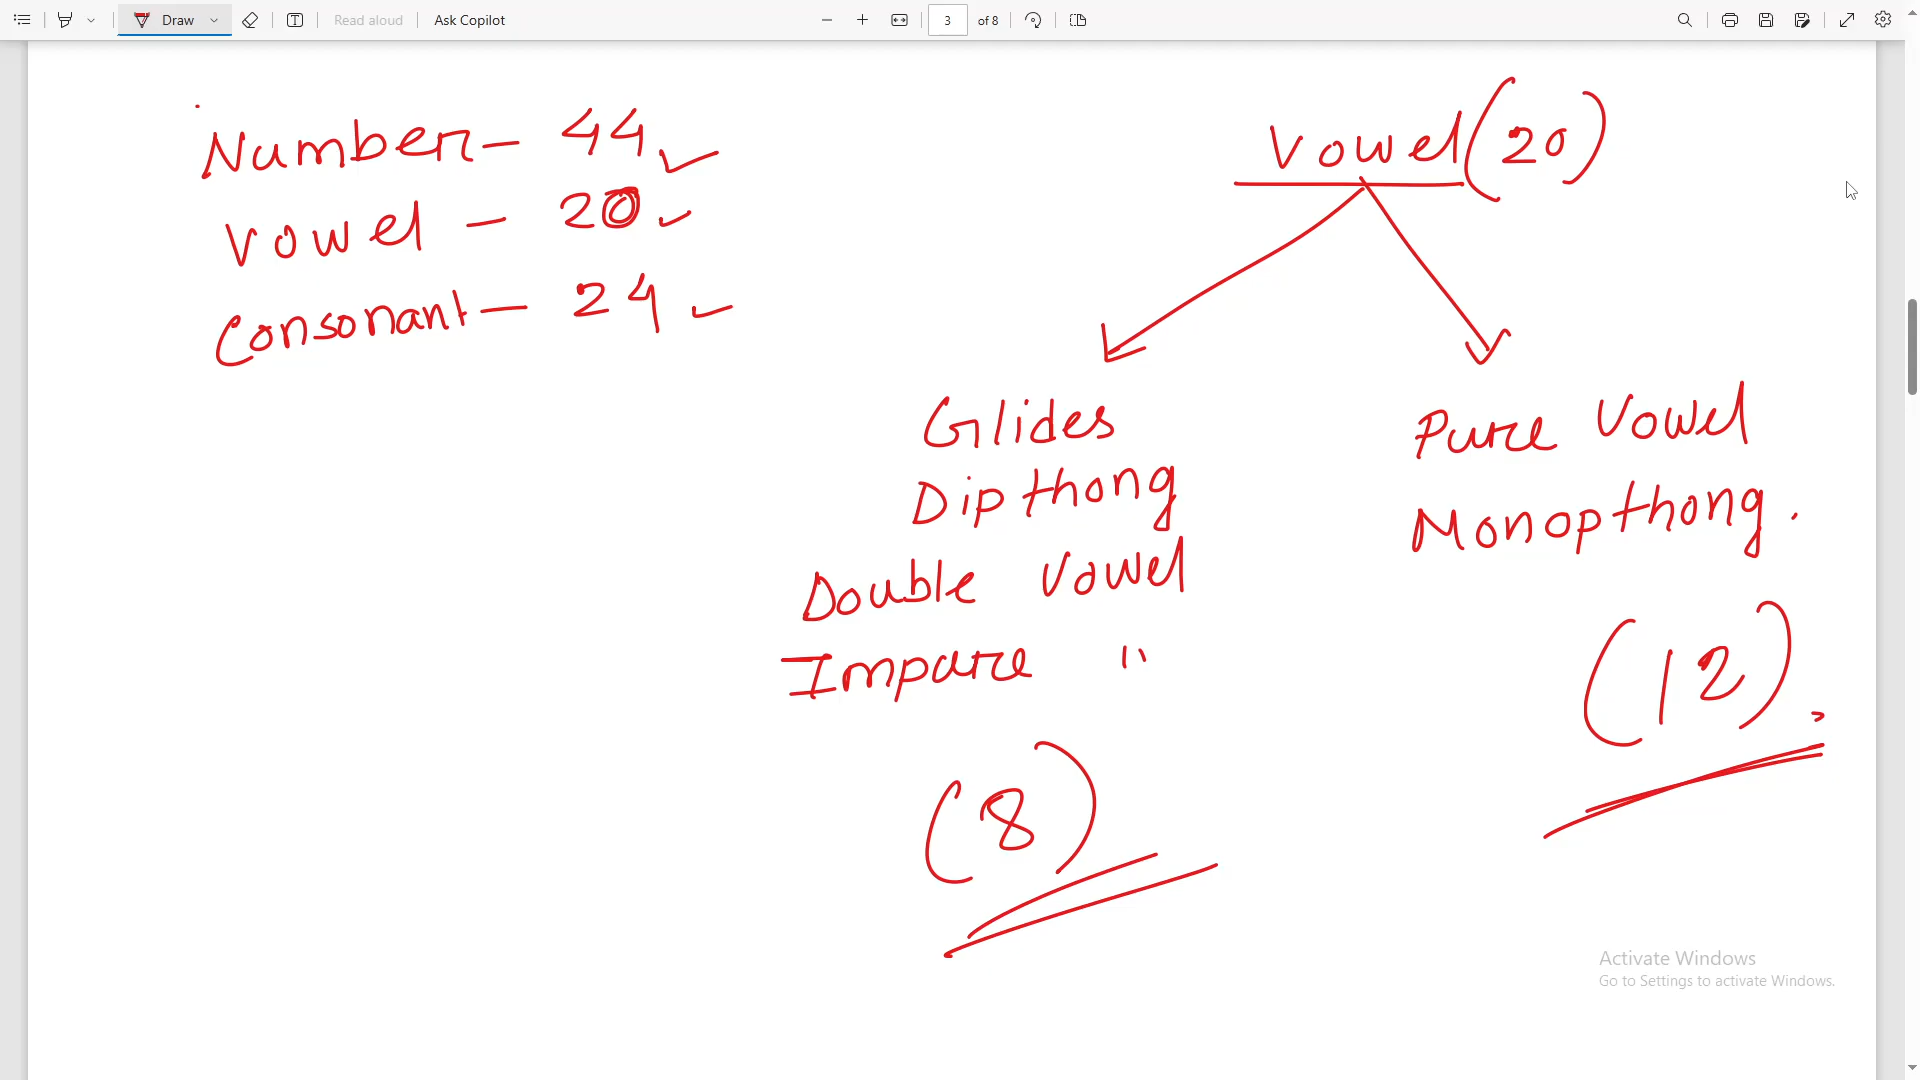 Draw
Read aloud
Ask Copilot
3 of 8
Number - 44
Vowel - 20
Consonant - 24
Vowel (20)
Glides
Dipthong
Double Vowel
Impure "
(8)
Pure Vowel
Monopthong.
(12).
Activate Windows
Go to Settings to activate Windows.